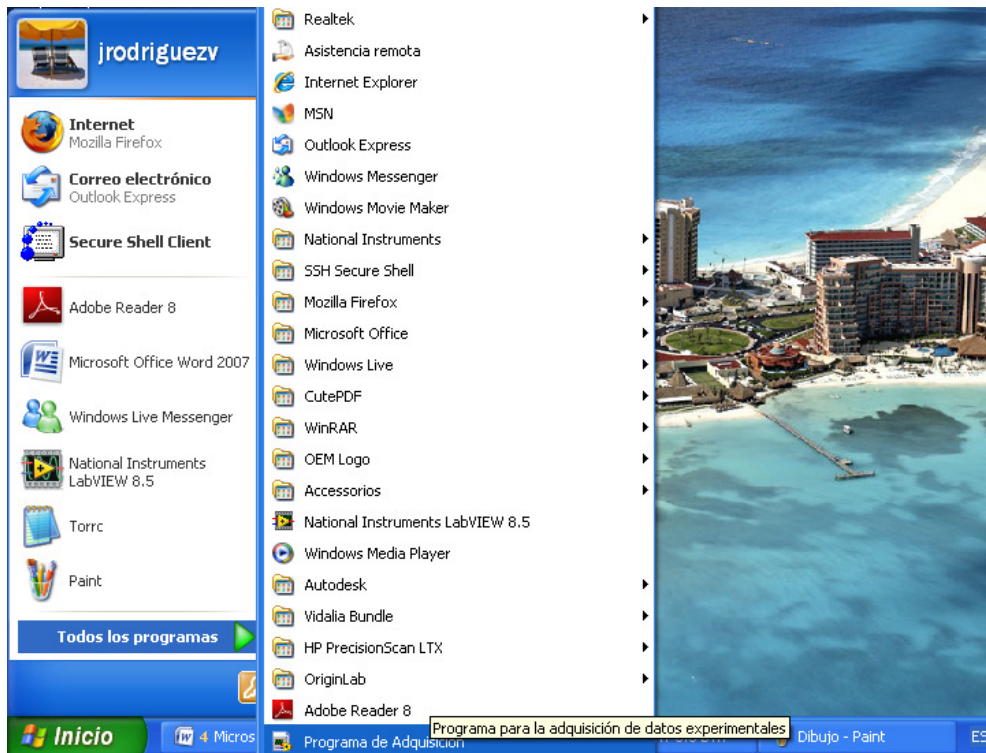 jrodriguezv
Internet
Mozilla Firefox
Correo electrónico
Outlook Express
Secure Shell Client
Adobe Reader 8
Microsoft Office Word 2007
Windows Live Messenger
National Instruments
LabVIEW 8.5
Torrc
Paint
Todos los programas
Realtek
Asistencia remota
Internet Explorer
MSN
Outlook Express
Windows Messenger
Windows Movie Maker
National Instruments
SSH Secure Shell
Mozilla Firefox
Microsoft Office
Windows Live
CutePDF
WinRAR
OEM Logo
Accessorios
National Instruments LabVIEW 8.5
Windows Media Player
Autodesk
Vidalia Bundle
HP PrecisionScan LTX
OriginLab
Adobe Reader 8
Programa de Adquisición
Programa para la adquisición de datos experimentales
Inicio
4 Micros
Dibujo - Paint
ES